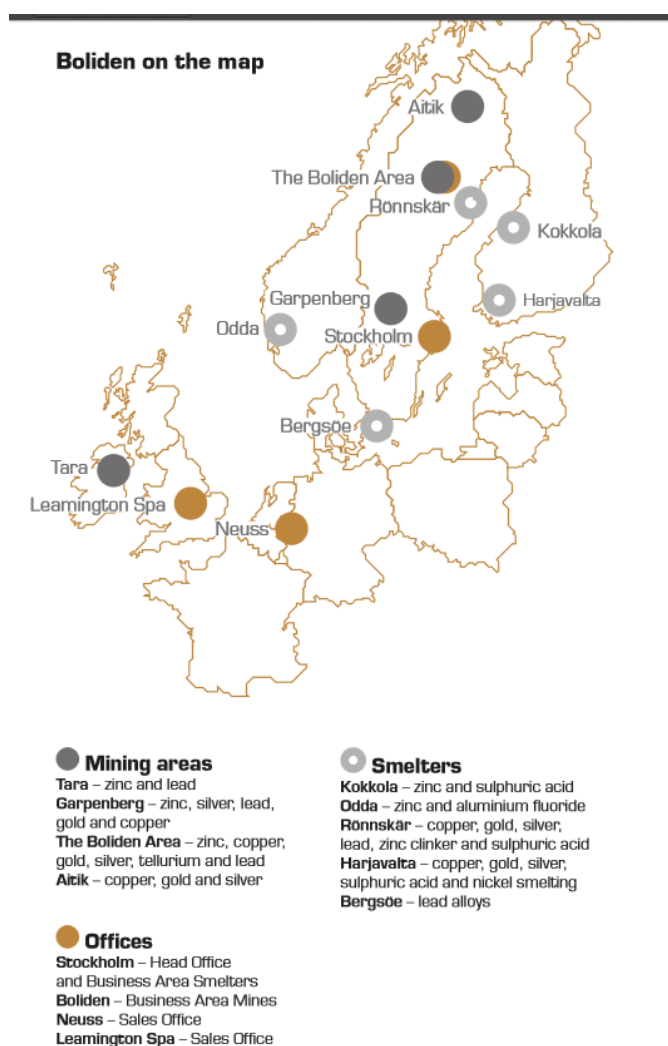 Boliden on the map
Aitik
The Boliden Area
Rönnskär
Kokkola
Garpenberg
Harjavalta
Odda
Stockholm
Bergsöe
Tara
Leamington Spa
Neuss
Mining areas
Tara – zinc and lead
Garpenberg – zinc, silver, lead,
gold and copper
The Boliden Area – zinc, copper,
gold, silver, tellurium and lead
Aitik – copper, gold and silver
Smelters
Kokkola – zinc and sulphuric acid
Odda – zinc and aluminium fluoride
Rönnskär – copper, gold, silver,
lead, zinc clinker and sulphuric acid
Harjavalta – copper, gold, silver,
sulphuric acid and nickel smelting
Bergsöe – lead alloys
Offices
Stockholm – Head Office
and Business Area Smelters
Boliden – Business Area Mines
Neuss – Sales Office
Leamington Spa – Sales Office